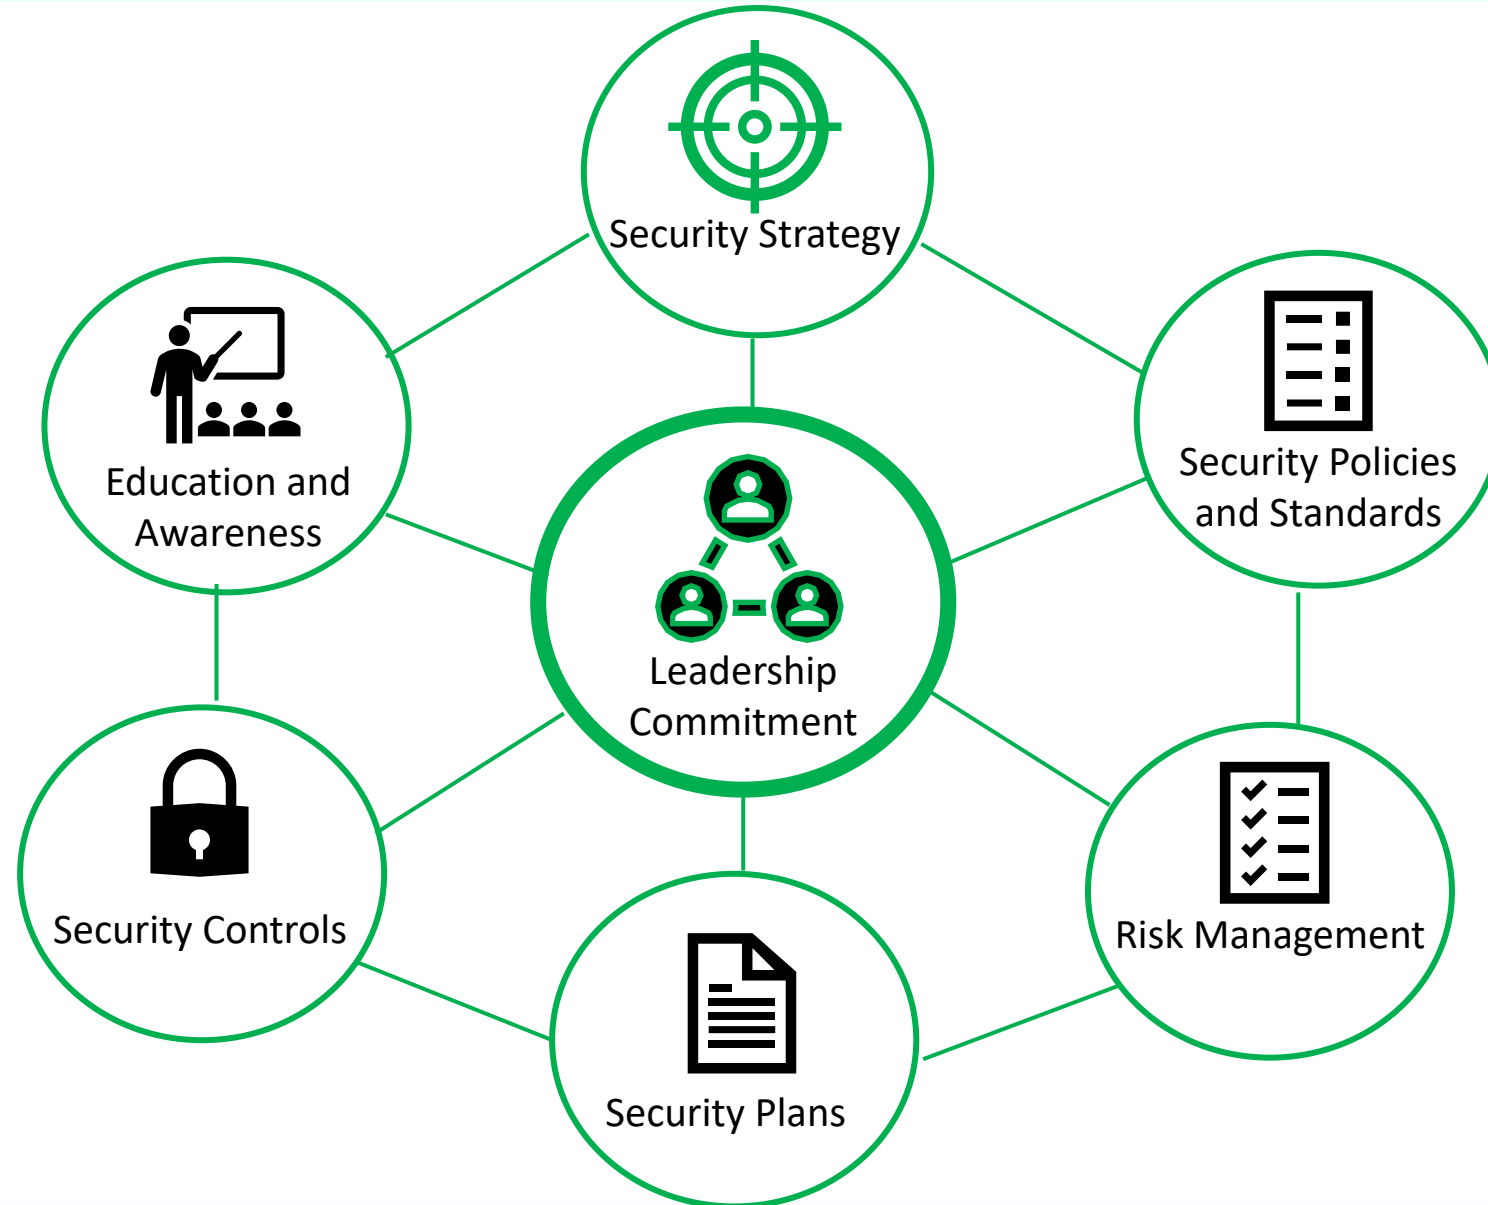 Security Strategy
Education and
Awareness
Security Policies
and Standards
Leadership
Commitment
Security Controls
Risk Management
Security Plans